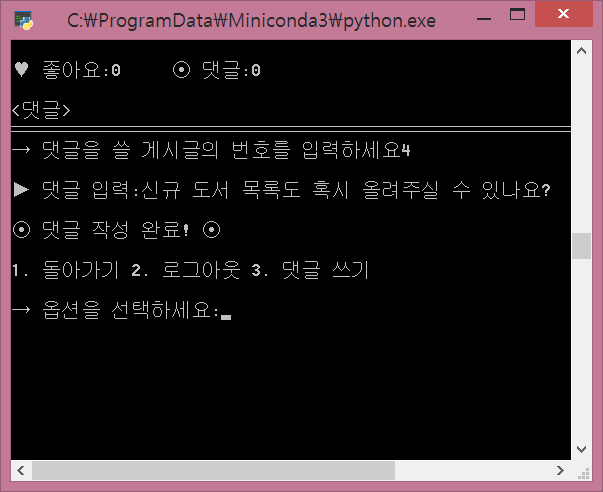 C:₩ProgramData₩Miniconda3₩python.exe
♥ 좋아요:0 ⊙ 댓글:0
<댓글>
→ 댓글을 쓸 게시글의 번호를 입력하세요4
▶ 댓글 입력:신규 도서 목록도 혹시 올려주실 수 있나요?
⊙ 댓글 작성 완료! ⊙
1. 돌아가기 2. 로그아웃 3. 댓글 쓰기
→ 옵션을 선택하세요: